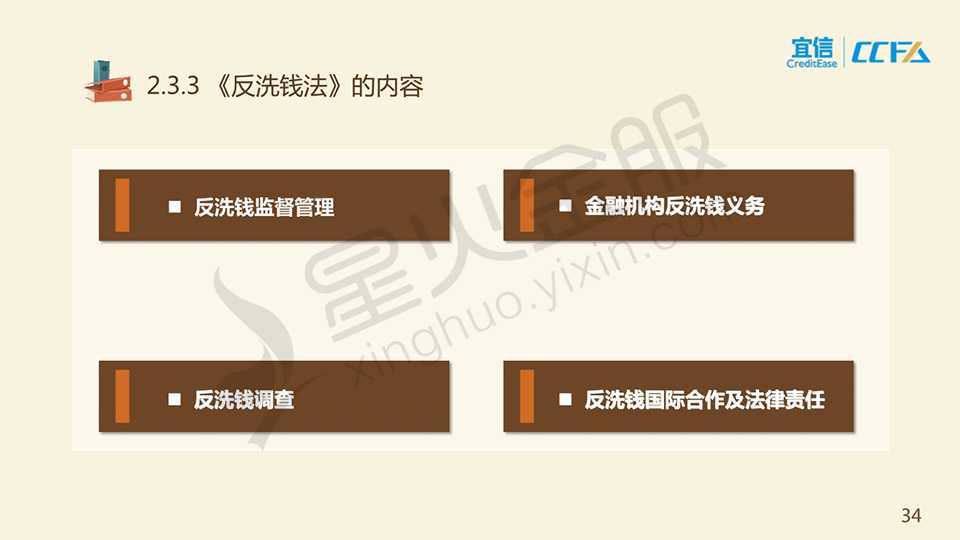 宜信
CreditEase
CCFA
2.3.3 《反洗钱法》的内容
反洗钱监督管理
金融机构反洗钱义务
星火金服
xinghuo.yixin.com
反洗钱调查
反洗钱国际合作及法律责任
34